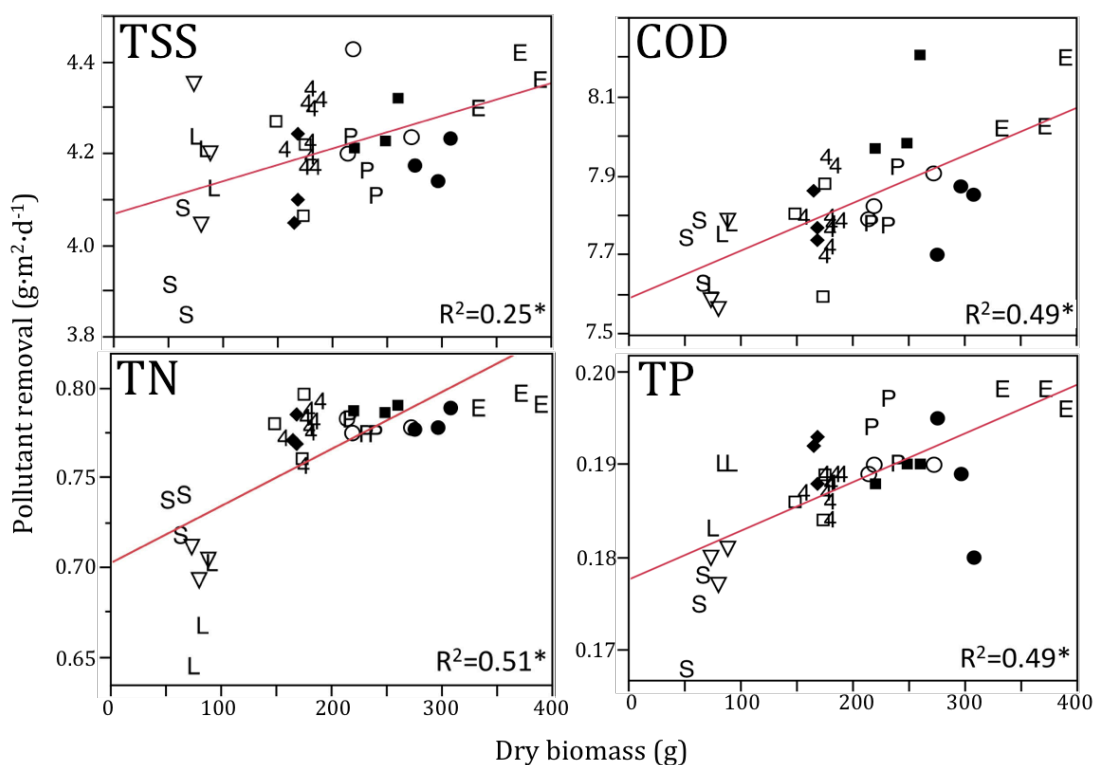 TSS
4.4
4.2
4.0
3.8
R²=0.25*
COD
8.1
7.9
7.7
7.5
R²=0.49*
TN
0.80
0.75
0.70
0.65
R²=0.51*
0 100 200 300 400
TP
0.20
0.19
0.18
0.17
R²=0.49*
0 100 200 300 400
Pollutant removal (g·m⁻²·d⁻¹)
Dry biomass (g)